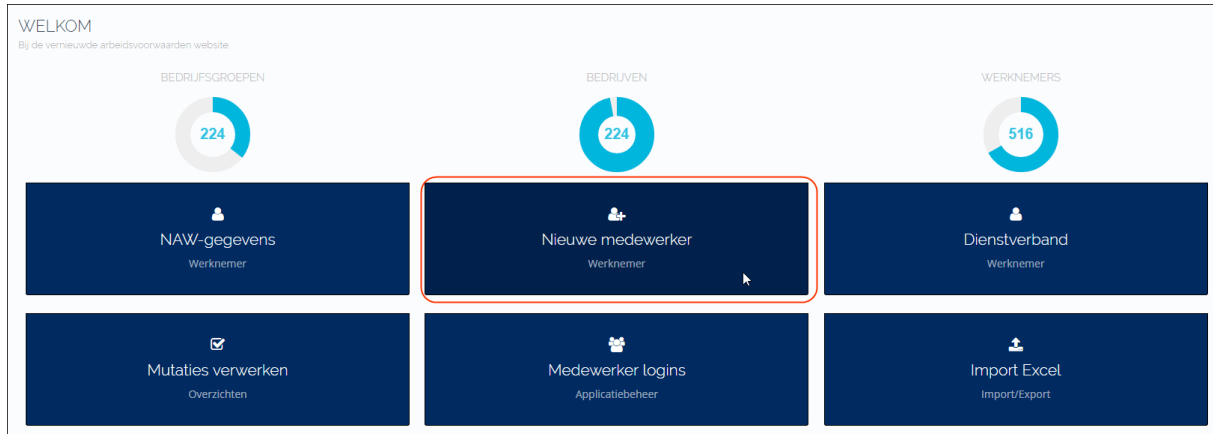 WELKOM
Bij de vernieuwde arbeidsvoorwaarden website
BEDRIJFSGROEPEN
BEDRIJVEN
WERKNEMERS
224
224
516
NAW-gegevens
Werknemer
Nieuwe medewerker
Werknemer
Dienstverband
Werknemer
Mutaties verwerken
Overzichten
Medewerker logins
Applicatiebeheer
Import Excel
Import/Export